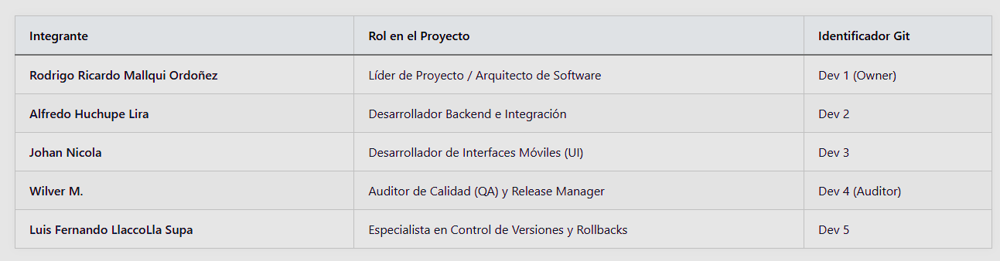 Integrante Rol en el Proyecto Identificador Git
Rodrigo Ricardo Mallqui Ordoñez Líder de Proyecto / Arquitecto de Software Dev 1 (Owner)
Alfredo Huchupe Lira Desarrollador Backend e Integración Dev 2
Johan Nicola Desarrollador de Interfaces Móviles (UI) Dev 3
Wilver M. Auditor de Calidad (QA) y Release Manager Dev 4 (Auditor)
Luis Fernando LlaccoLla Supa Especialista en Control de Versiones y Rollbacks Dev 5